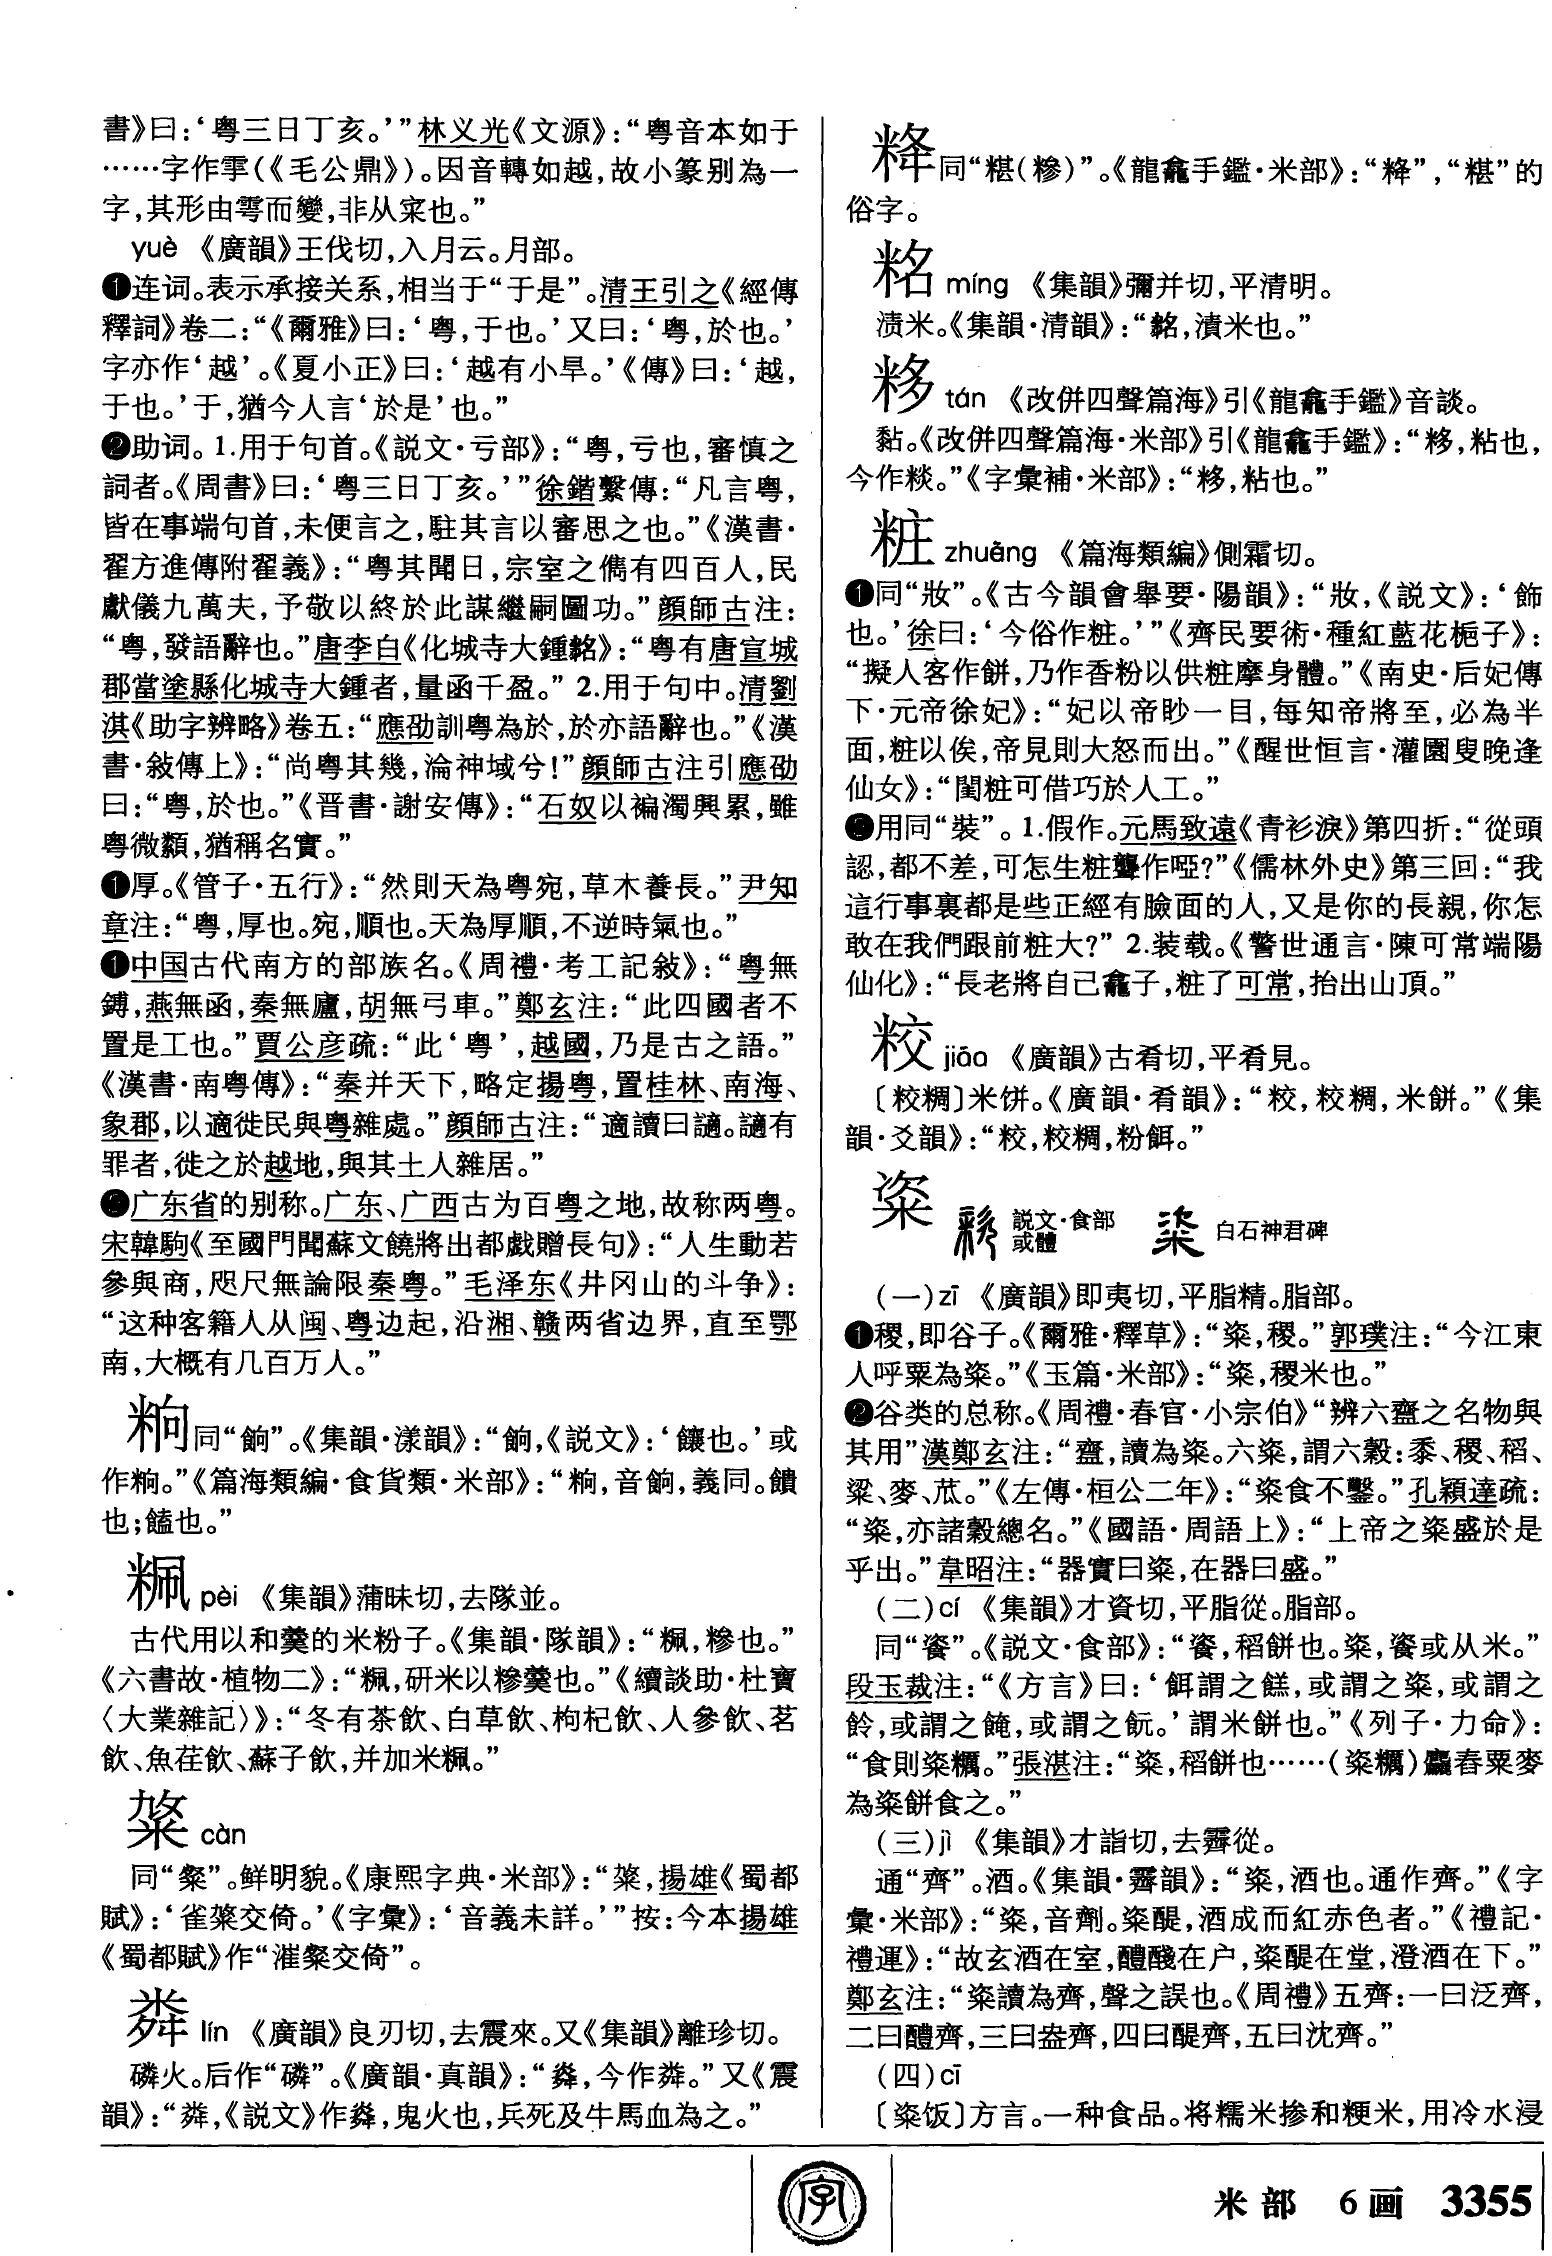 書》曰：‘粵三日丁亥。’”林义光《文源》：“粵音本如于
……字作雩(《毛公鼎》)。因音轉如越，故小篆别為一
字，其形由雩而變，非从寀也。”
yuè 《廣韻》王伐切，入月云。月部。
❶连词。表示承接关系，相当于“于是”。清王引之《經傳
釋詞》卷二：“《爾雅》曰：‘粵，于也。’又曰：‘粵，於也。’
字亦作‘越’。《夏小正》曰：‘越有小旱。’《傳》曰：‘越，
于也。’于，猶今人言‘於是’也。”
❷助词。1.用于句首。《説文·亏部》：“粵，亏也，審慎之
詞者。《周書》曰：‘粵三日丁亥。’”徐鍇繫傳：“凡言粵，
皆在事端句首，未便言之，駐其言以審思之也。”《漢書·
翟方進傳附翟義》：“粵其聞日，宗室之儁有四百人，民
獻儀九萬夫，予敬以終於此謀繼嗣圖功。”顔師古注：
“粵，發語辭也。”唐李白《化城寺大鍾銘》：“粵有唐宣城
郡當塗縣化城寺大鍾者，量函千盈。”2.用于句中。清劉
淇《助字辨略》卷五：“應劭訓粵為於，於亦語辭也。”《漢
書·敍傳上》：“尚粵其幾，淪神域兮！”顔師古注引應劭
曰：“粵，於也。”《晋書·謝安傳》：“石奴以褊濁興累，雖
粵微纇，猶稱名實。”
❶厚。《管子·五行》：“然則天為粵宛，草木養長。”尹知
章注：“粵，厚也。宛，順也。天為厚順，不逆時氣也。”
❶中国古代南方的部族名。《周禮·考工記敍》：“粵無
鎛，燕無函，秦無廬，胡無弓車。”鄭玄注：“此四國者不
置是工也。”賈公彦疏：“此‘粵’，越國，乃是古之語。”
《漢書·南粵傳》：“秦并天下，略定揚粵，置桂林、南海、
象郡，以適徙民與粵雜處。”顔師古注：“適讀曰讁。讁有
罪者，徙之於越地，與其土人雜居。”
广东省的别称。广东、广西古为百粵之地，故称两粵。
宋韓駒《至國門聞蘇文饒將出都戲贈長句》：“人生動若
參與商，咫尺無論限秦粵。”毛泽东《井冈山的斗争》：
“这种客籍人从闽、粵边起，沿湘、赣两省边界，直至鄂
南，大概有几百万人。”
粡同“餉”。《集韻·漾韻》：“餉，《説文》：‘饟也。’或
作粡。”《篇海類編·食貨類·米部》：“粡，音餉，義同。饋
也；饁也。”
𥹆 pèi 《集韻》蒲昧切，去隊並。
古代用以和羹的米粉子。《集韻·隊韻》：“𥹆，糝也。”
《六書故·植物二》：“𥹆，研米以糝羹也。”《續談助·杜寶
〈大業雜記〉》：“冬有茶飲、白草飲、枸杞飲、人參飲、茗
飲、魚荏飲、蘇子飲，并加米𥹆。”
càn
同“粲”。鲜明貌。《康熙字典·米部》：“，揚雄《蜀都
賦》：‘雀交倚。’《字彙》：‘音義未詳。’”按：今本揚雄
《蜀都賦》作“漼粲交倚”。
粦 lín 《廣韻》良刃切，去震來。又《集韻》離珍切。
磷火。后作“磷”。《廣韻·真韻》：“粦，今作粦。”又《震
韻》：“粦，《説文》作㷠，鬼火也，兵死及牛馬血為之。”
𥹛同“糂(糝)”。《龍龕手鑑·米部》：“𥹛”，“糂”的
俗字。
䊅 míng 《集韻》彌并切，平清明。
渍米。《集韻·清韻》：“䊅，漬米也。”
䊋 tán 《改併四聲篇海》引《龍龕手鑑》音談。
黏。《改併四聲篇海·米部》引《龍龕手鑑》：“䊋，粘也，
今作䊏。”《字彙補·米部》：“䊋，粘也。”
粧 zhuāng 《篇海類編》側霜切。
❶同“妝”。《古今韻會舉要·陽韻》：“妝，《説文》：‘飾
也。’徐曰：‘今俗作粧。’”《齊民要術·種紅藍花梔子》：
“擬人客作餅，乃作香粉以供粧摩身體。”《南史·后妃傳
下·元帝徐妃》：“妃以帝眇一目，每知帝將至，必為半
面，粧以俟，帝見則大怒而出。”《醒世恒言·灌園叟晚逢
仙女》：“閨粧可借巧於人工。”
用同“裝”。1.假作。元馬致遠《青衫淚》第四折：“從頭
認，都不差，可怎生粧聾作啞？”《儒林外史》第三回：“我
這行事裏都是些正經有臉面的人，又是你的長親，你怎
敢在我們跟前粧大？”2.装载。《警世通言·陳可常端陽
仙化》：“長老將自己龕子，粧了可常，抬出山頂。”
粀 jiāo 《廣韻》古肴切，平肴見。
〔粀粷〕米饼。《廣韻·肴韻》：“粀，粀粷，米餅。”《集
韻·爻韻》：“粀，粀粷，粉餌。”
粢 説文·食部或體 白石神君碑
(一)zī 《廣韻》即夷切，平脂精。脂部。
❶稷，即谷子。《爾雅·釋草》：“粢，稷。”郭璞注：“今江東
人呼粟為粢。”《玉篇·米部》：“粢，稷米也。”
❷谷类的总称。《周禮·春官·小宗伯》“辨六齍之名物與
其用”漢鄭玄注：“齍，讀為粢。六粢，謂六穀：黍、稷、稻、
粱、麥、苽。”《左傳·桓公二年》：“粢食不鑿。”孔穎達疏：
“粢，亦諸穀總名。”《國語·周語上》：“上帝之粢盛於是
乎出。”韋昭注：“器實曰粢，在器曰盛。”
(二)cí 《集韻》才資切，平脂從。脂部。
同“餈”。《説文·食部》：“餈，稻餅也。粢，餈或从米。”
段玉裁注：“《方言》曰：‘餌謂之餻，或謂之粢，或謂之
䬺，或謂之餣，或謂之䬧。’謂米餅也。”《列子·力命》：
“食則粢糲。”張湛注：“粢，稻餅也……(粢糲)麤舂粟麥
為粢餅食之。”
(三)jì 《集韻》才詣切，去霽從。
通“齊”。酒。《集韻·霽韻》：“粢，酒也。通作齊。”《字
彙·米部》：“粢，音劑。粢醍，酒成而紅赤色者。”《禮記·
禮運》：“故玄酒在室，醴醆在户，粢醍在堂，澄酒在下。”
鄭玄注：“粢讀為齊，聲之誤也。《周禮》五齊：一曰泛齊，
二曰醴齊，三曰盎齊，四曰醍齊，五曰沈齊。”
(四)cī
〔粢饭〕方言。一种食品。将糯米掺和粳米，用冷水浸
字
米部 6画 3355